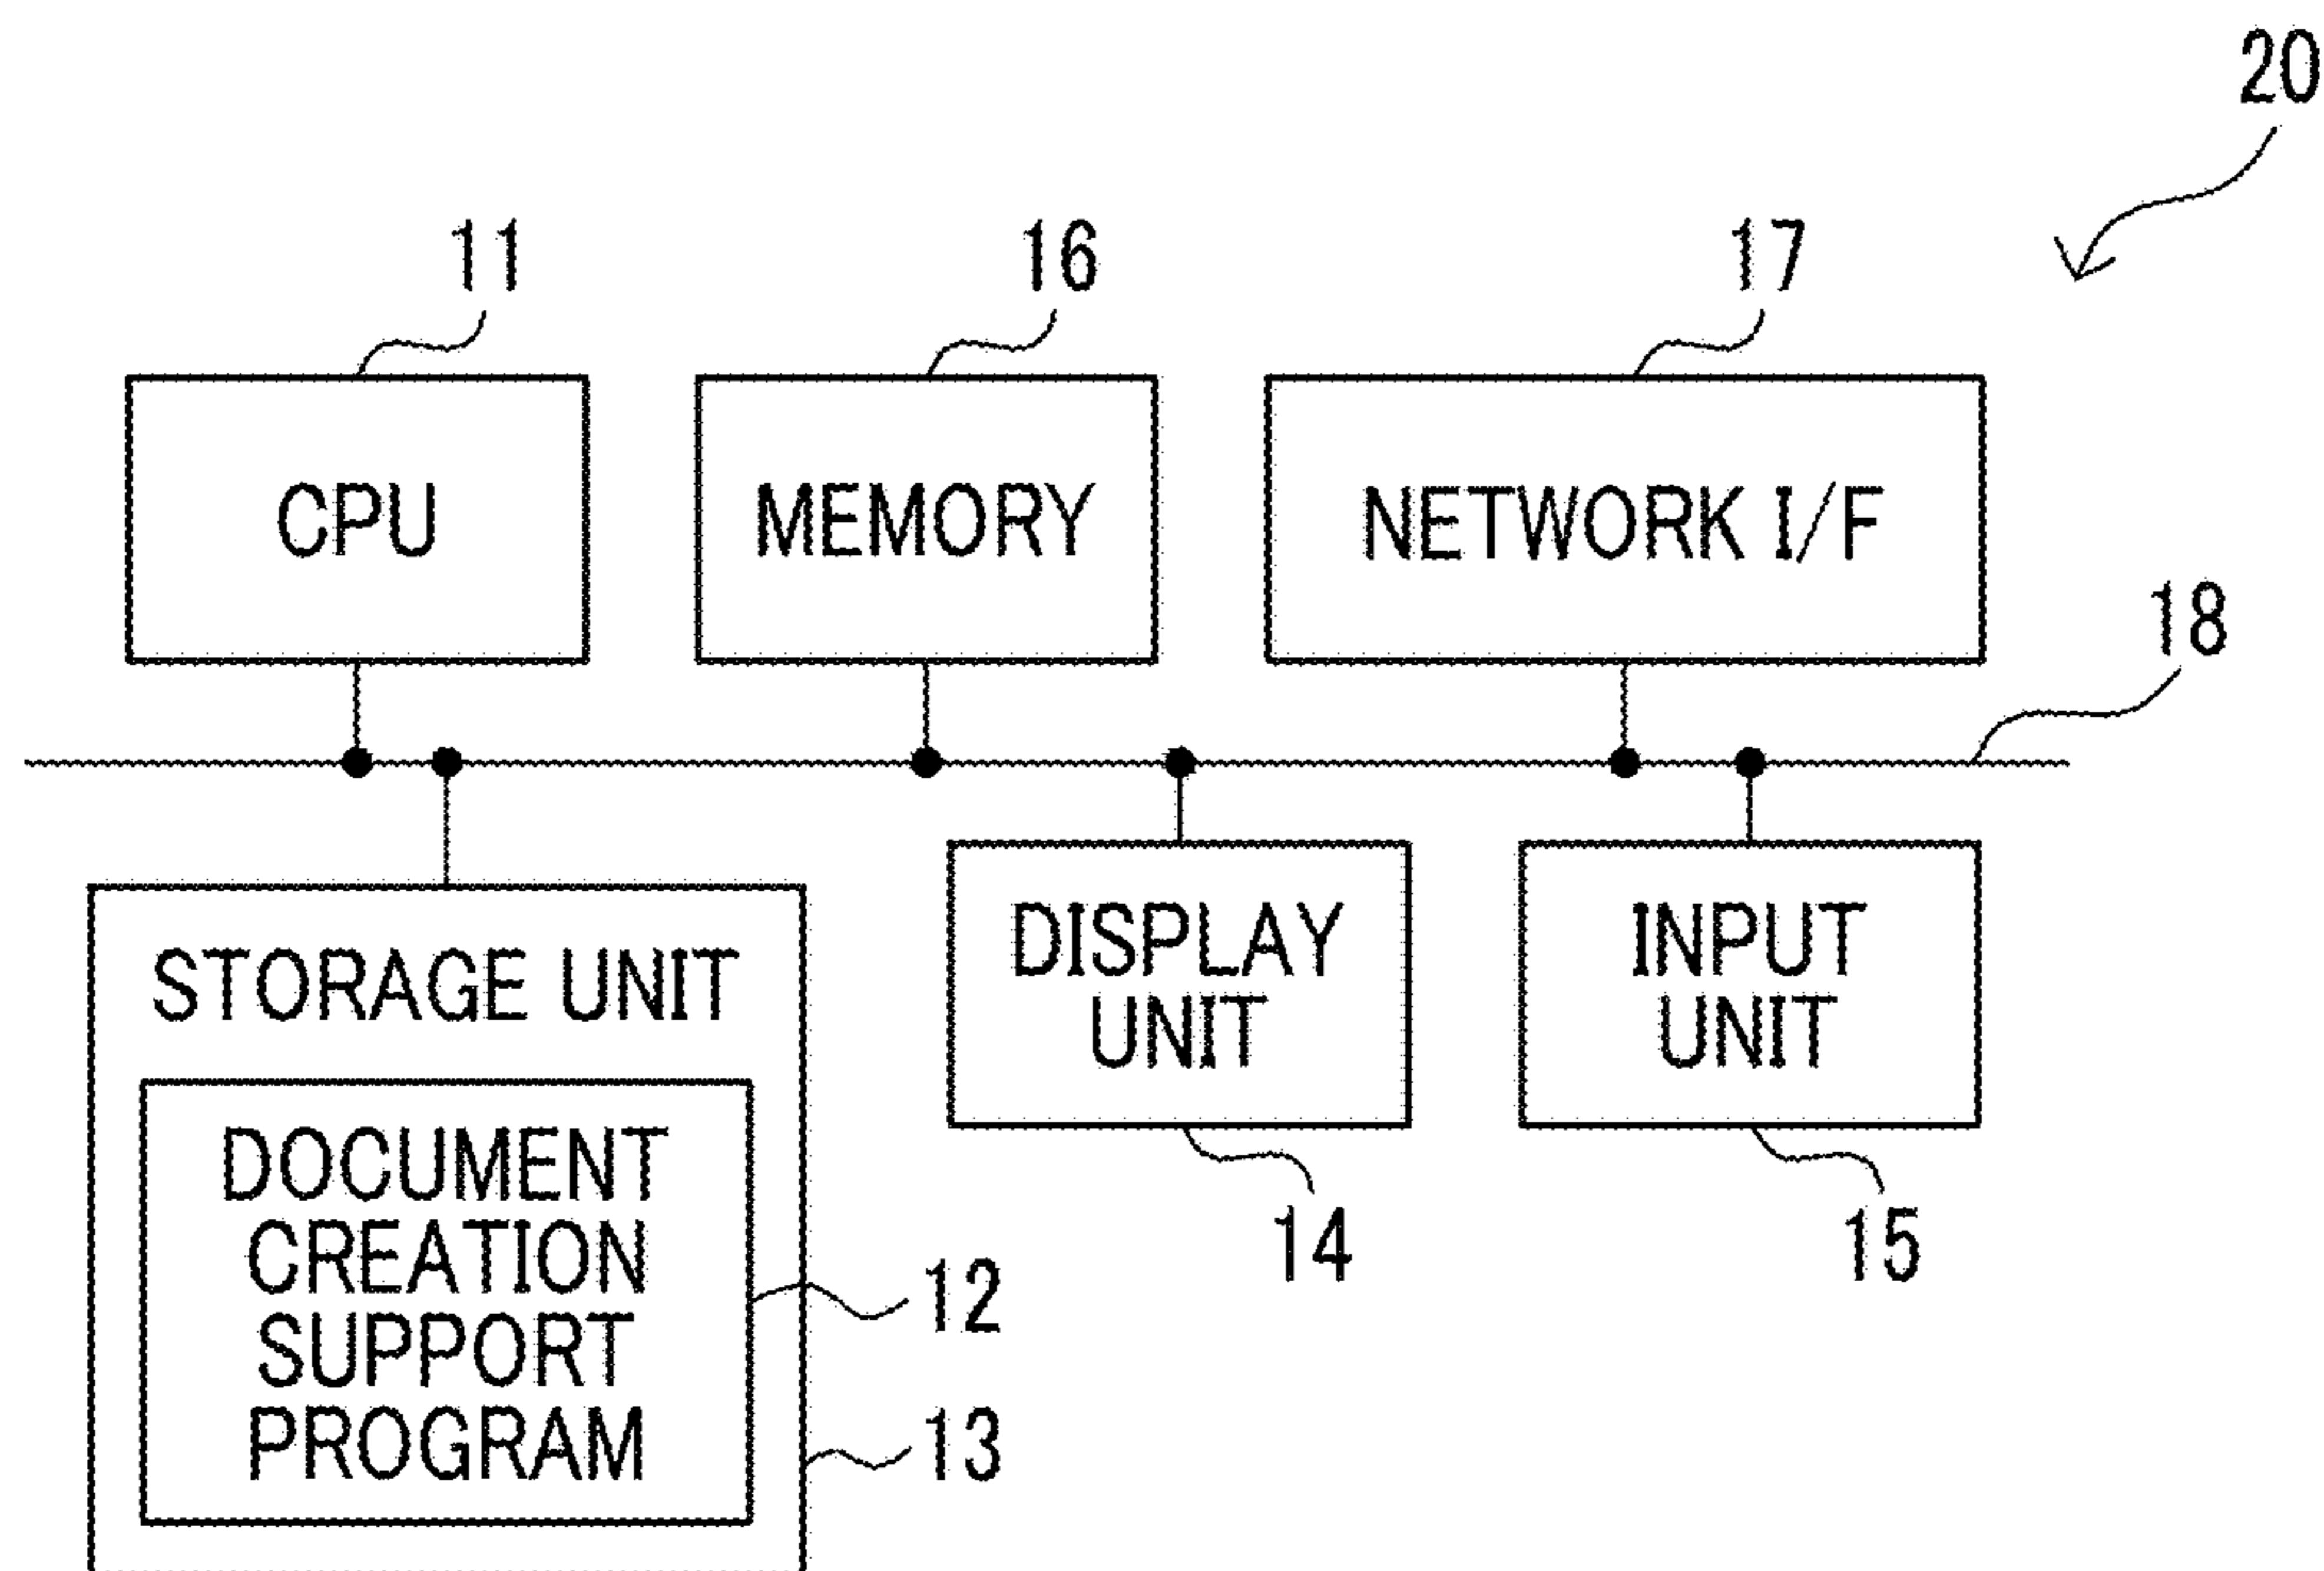 20
11
16
17
CPU
MEMORY
NETWORK I/F
18
STORAGE UNIT
DISPLAY
UNIT
INPUT
UNIT
DOCUMENT
CREATION
SUPPORT
PROGRAM
14
15
12
13